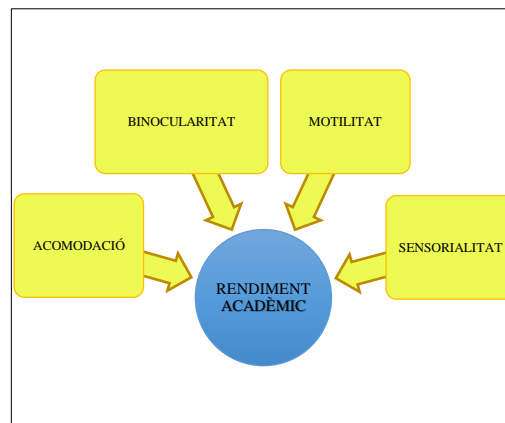 BINOCULARITAT
MOTILITAT
ACOMODACIÓ
SENSORIALITAT
RENDIMENT
ACADÈMIC